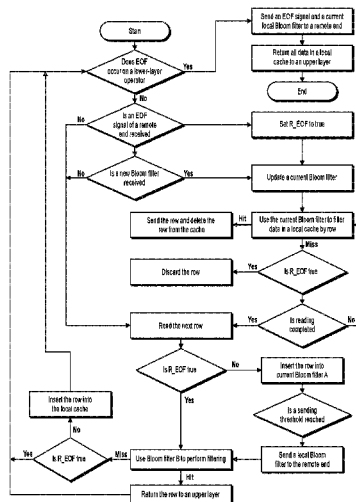 Start
Send an EOF signal and a current
local Bloom filter to a remote end
Does EOF
occur on a lower-layer
operator
Yes
Return all data in a local
cache to an upper layer
End
No
Is an EOF
signal of a remote
end received
No
Set R_EOF to true
Is a new Bloom filter
received
No
Yes
Update a current Bloom filter
Send the row and delete the
row from the cache
Hit
Use the current Bloom filter to filter
data in a local cache by row
Miss
Discard the row
Yes
Is R_EOF true
Read the next row
Yes
Is reading
completed
No
Is R_EOF true
No
Insert the row into
current Bloom filter A
Yes
Is a sending
threshold reached
Insert the row into
the local cache
No
Yes
Is R_EOF true
Miss
Use Bloom filter B to perform filtering
Send a local Bloom
filter to the remote end
Hit
Return the row to an upper layer